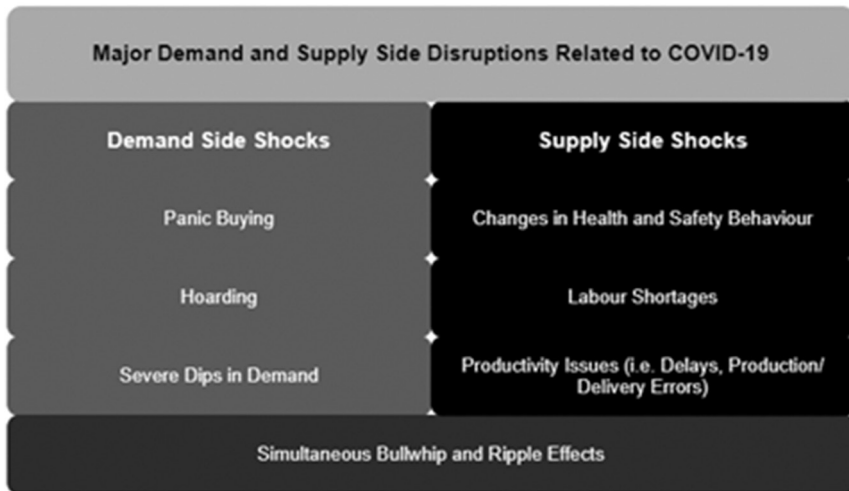 Major Demand and Supply Side Disruptions Related to COVID-19
Demand Side Shocks
Supply Side Shocks
Panic Buying
Changes in Health and Safety Behaviour
Hoarding
Labour Shortages
Severe Dips in Demand
Productivity Issues (i.e. Delays, Production/
Delivery Errors)
Simultaneous Bullwhip and Ripple Effects